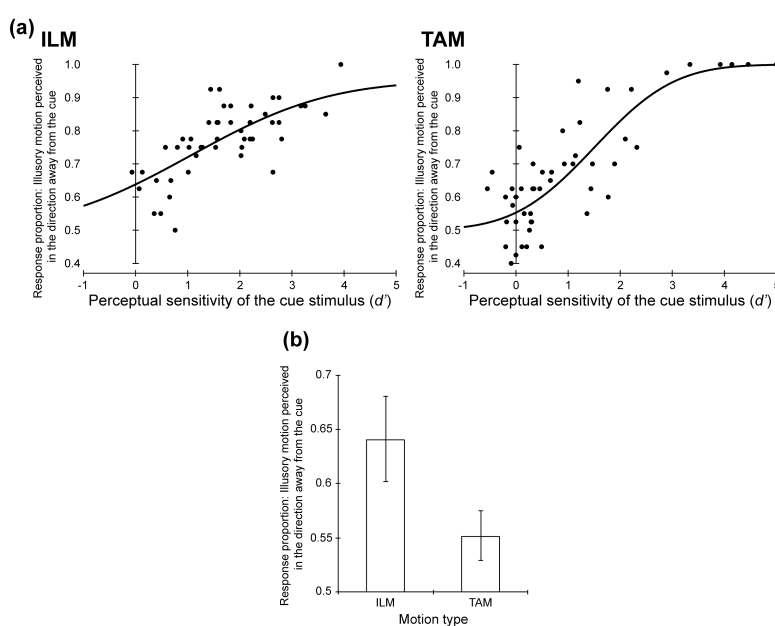 (a)
ILM
TAM
Response proportion: Illusory motion perceived
in the direction away from the cue
1.0
0.9
0.8
0.7
0.6
0.5
0.4
-1
0
1
2
3
4
5
Perceptual sensitivity of the cue stimulus (d')
Response proportion: Illusory motion perceived
in the direction away from the cue
1.0
0.9
0.8
0.7
0.6
0.5
0.4
-1
0
1
2
3
4
Perceptual sensitivity of the cue stimulus (d')
(b)
Response proportion: Illusory motion perceived
in the direction away from the cue
0.7
0.65
0.6
0.55
0.5
ILM
TAM
Motion type